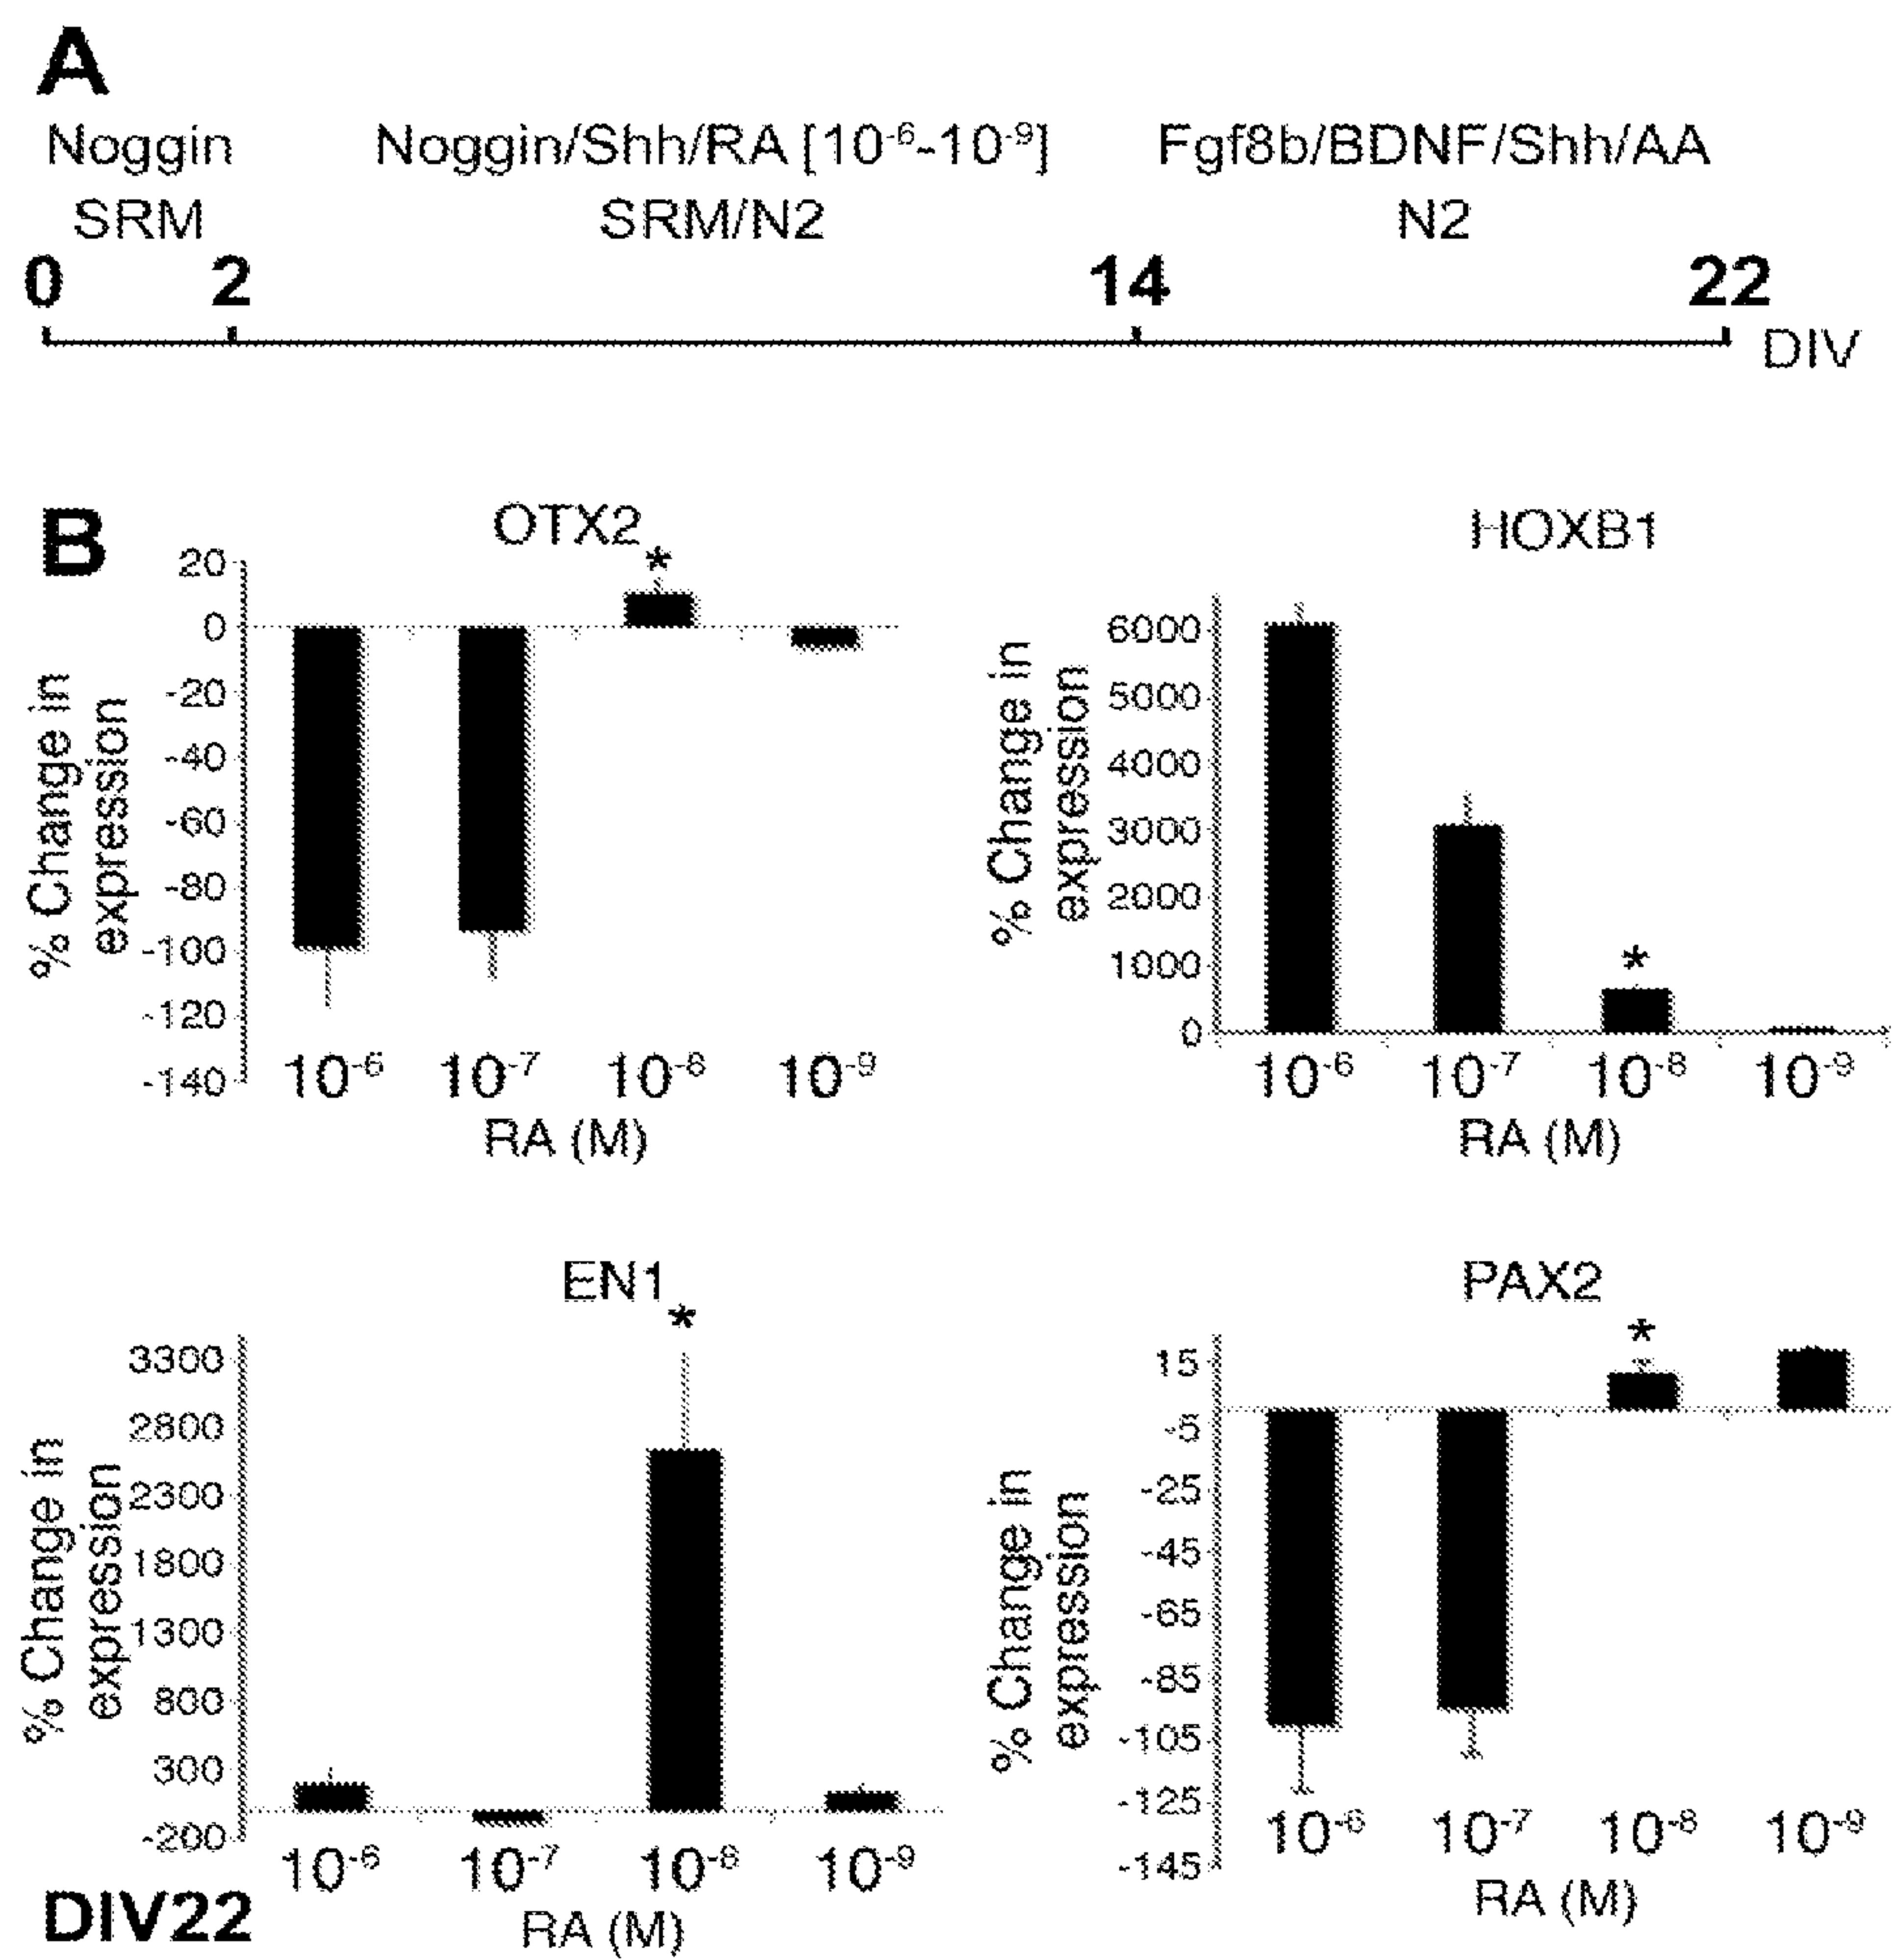 A
Noggin Noggin/Shh/RA [10⁻⁶-10⁻⁹] Fgf8b/BDNF/Shh/AA
SRM SRM/N2 N2
0 2 14 22
DIV
B
OTX2
*
% Change in
expression
20
0
-20
-40
-60
-80
-100
-120
-140
10⁻⁶ 10⁻⁷ 10⁻⁸ 10⁻⁹
RA (M)
HOXB1
% Change in
expression
6000
5000
4000
3000
2000
1000
0
*
10⁻⁶ 10⁻⁷ 10⁻⁸ 10⁻⁹
RA (M)
EN1
*
% Change in
expression
3300
2800
2300
1800
1300
800
300
-200
10⁻⁶ 10⁻⁷ 10⁻⁸ 10⁻⁹
RA (M)
DIV22
PAX2
*
% Change in
expression
15
-5
-25
-45
-65
-85
-105
-125
-145
10⁻⁶ 10⁻⁷ 10⁻⁸ 10⁻⁹
RA (M)